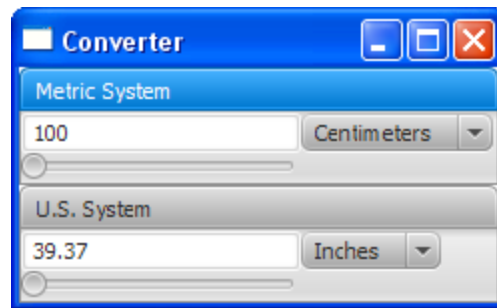 Converter
Metric System
100 Centimeters
U.S. System
39.37 Inches